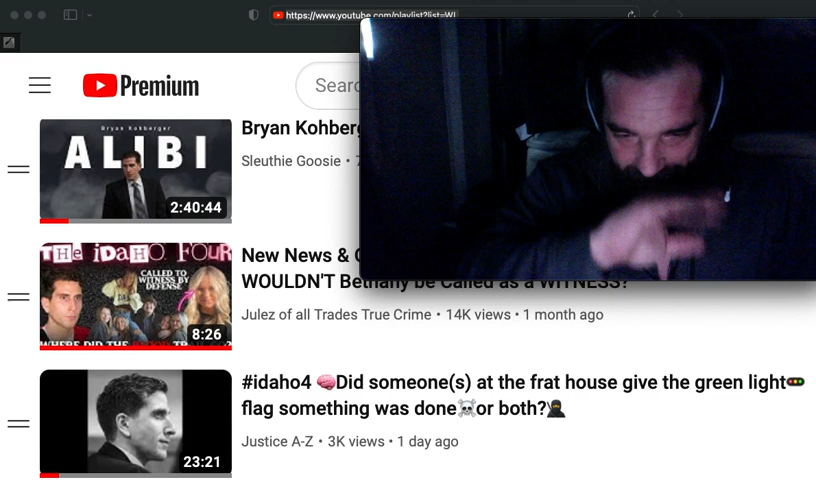 https://www.youtube.com/playlist?list=WL
Premium
Bryan Kohberger
ALIBI
2:40:44
Bryan Kohberg
Sleuthie Goosie •
THE IDAHO FOUR
CALLED TO
WITNESS BY
DEFENSE
8:26
New News &
WOULDN'T Bethany be Called as a WITNESS?
Julez of all Trades True Crime • 14K views • 1 month ago
23:21
#idaho4 🧠Did someone(s) at the frat house give the green light🚥
flag something was done☠️or both?🥷
Justice A-Z • 3K views • 1 day ago